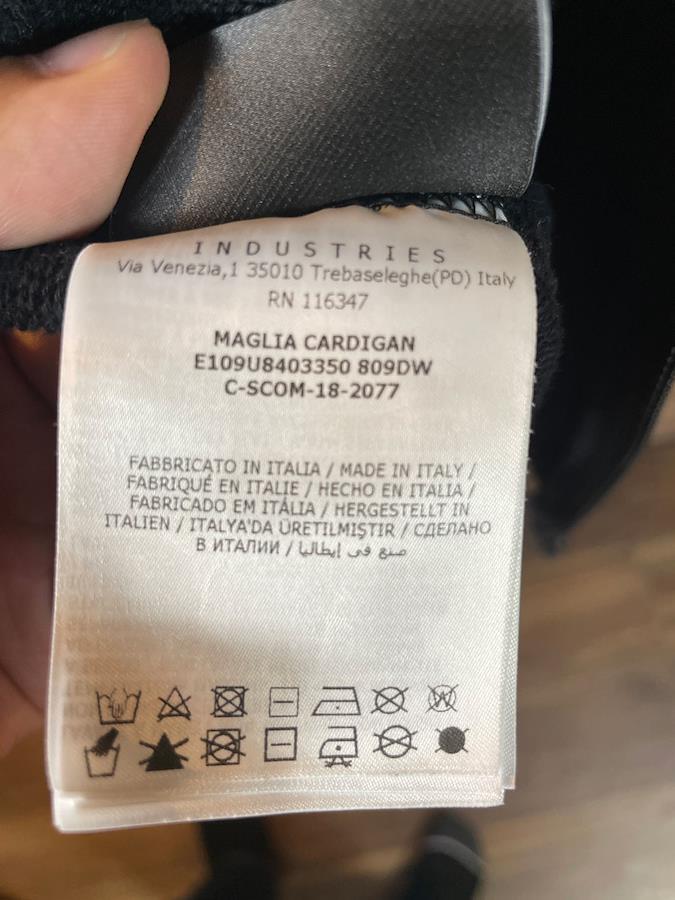 INDUSTRIES
Via Venezia,1 35010 Trebaseleghe(PD) Italy
RN 116347
MAGLIA CARDIGAN
E109U8403350 809DW
C-SCOM-18-2077
FABBRICATO IN ITALIA / MADE IN ITALY /
FABRIQUÉ EN ITALIE / HECHO EN ITALIA /
FABRICADO EM ITÁLIA / HERGESTELLT IN
ITALIEN / ITALYA'DA ÜRETILMIŞTIR / СДЕЛАНО
В ИТАЛИИ / صنع في إيطاليا
W